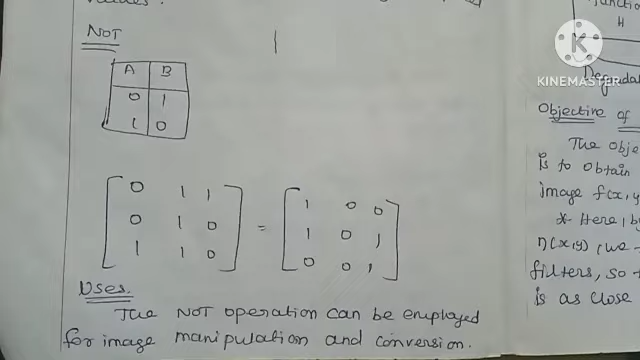 NOT
A B
0 1
1 0
0 1 1
0 1 0
1 1 0
=
1 0 0
1 0 1
0 0 1
Uses.
The NOT operation can be employed
for image manipulation and conversion.
H
KINEMASTER
Objective of
The obje
is to obtain
image f(x,y
* Here, by
η(x,y), we
filters, so
is as close